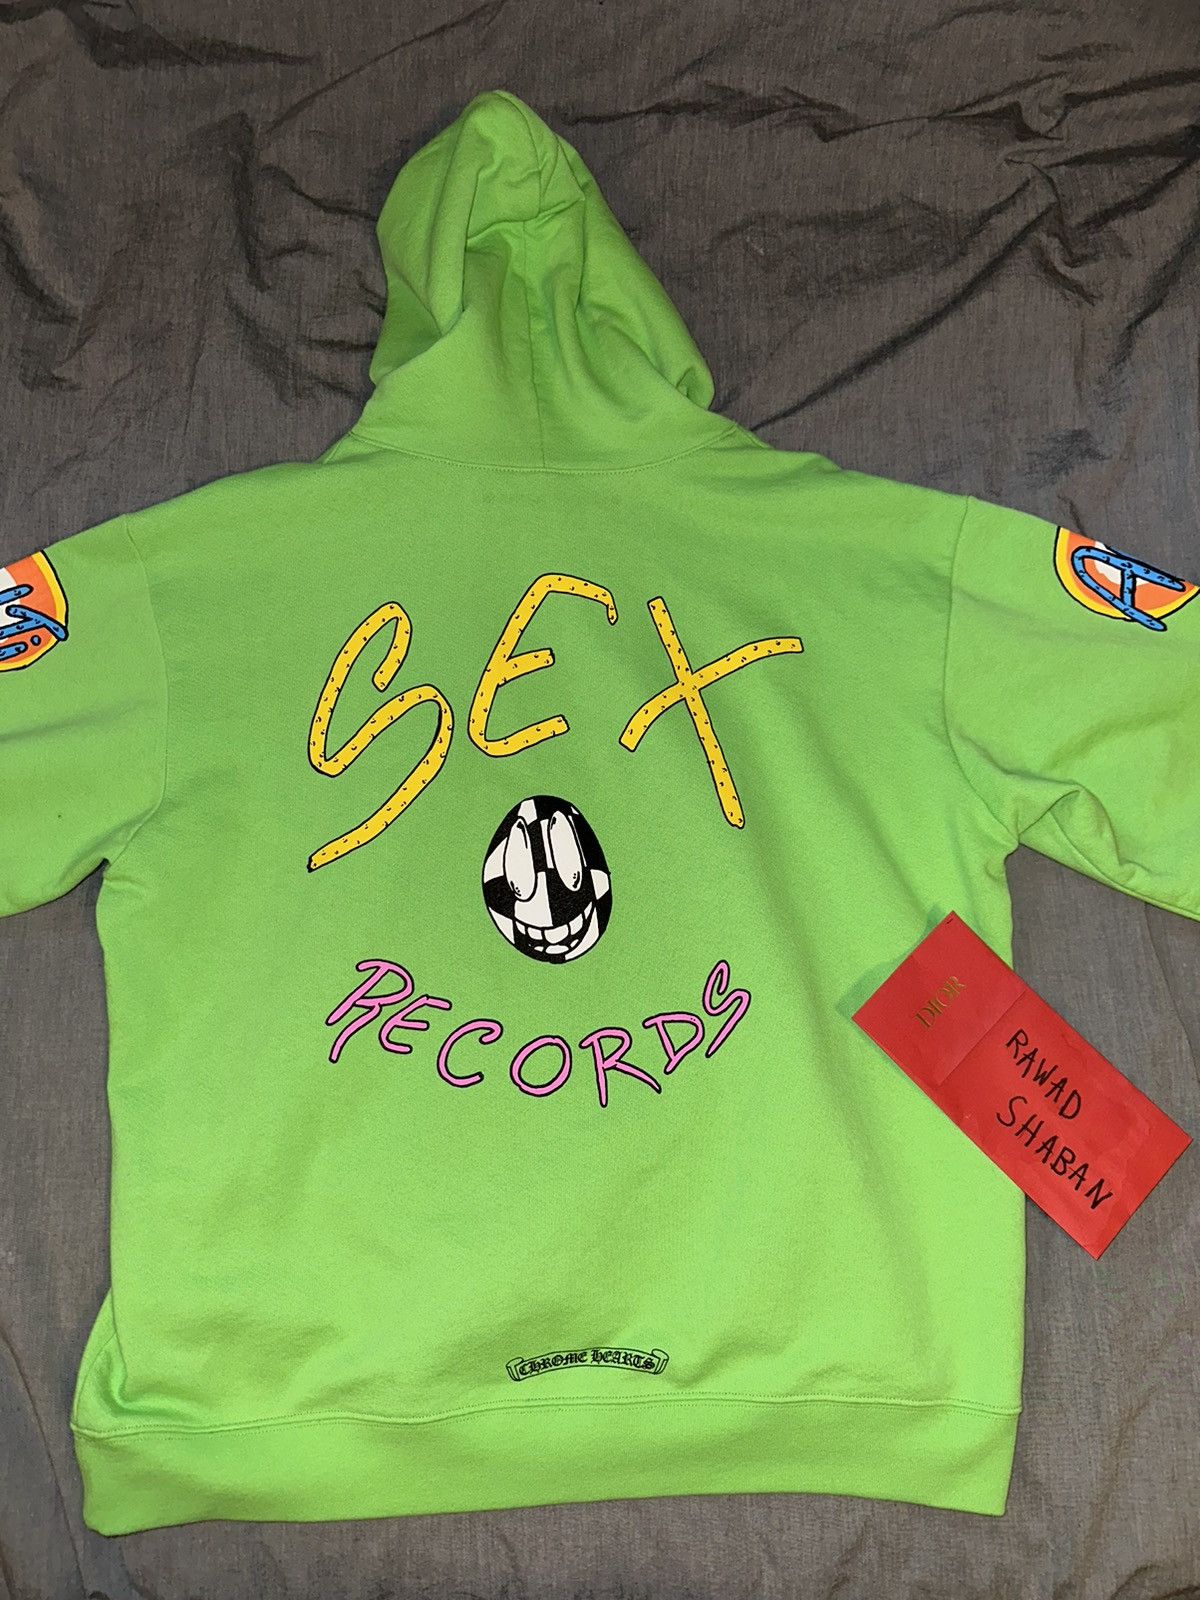 SEX
RECORDS
DIOR
RAWAD
SHABAN
CHROME HEARTS